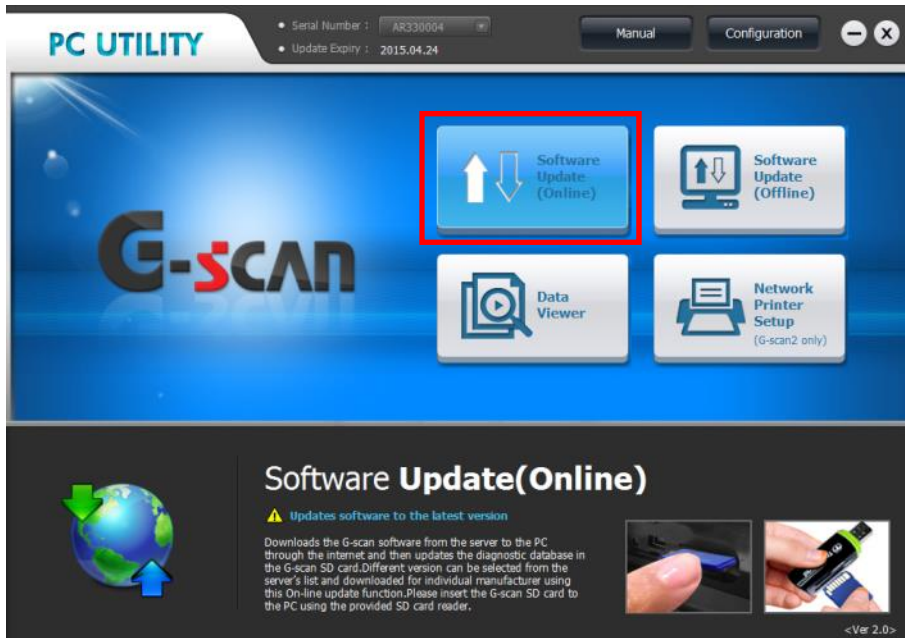 PC UTILITY
● Serial Number : AR330004
● Update Expiry : 2015.04.24
Manual
Configuration
G-scan
Software
Update
(Online)
Software
Update
(Offline)
Data
Viewer
Network
Printer
Setup
(G-scan2 only)
Software Update(Online)
Updates software to the latest version
Downloads the G-scan software from the server to the PC
through the internet and then updates the diagnostic database in
the G-scan SD card.Different version can be selected from the
server's list and downloaded for individual manufacturer using
this On-line update function.Please insert the G-scan SD card to
the PC using the provided SD card reader.
<Ver 2.0>